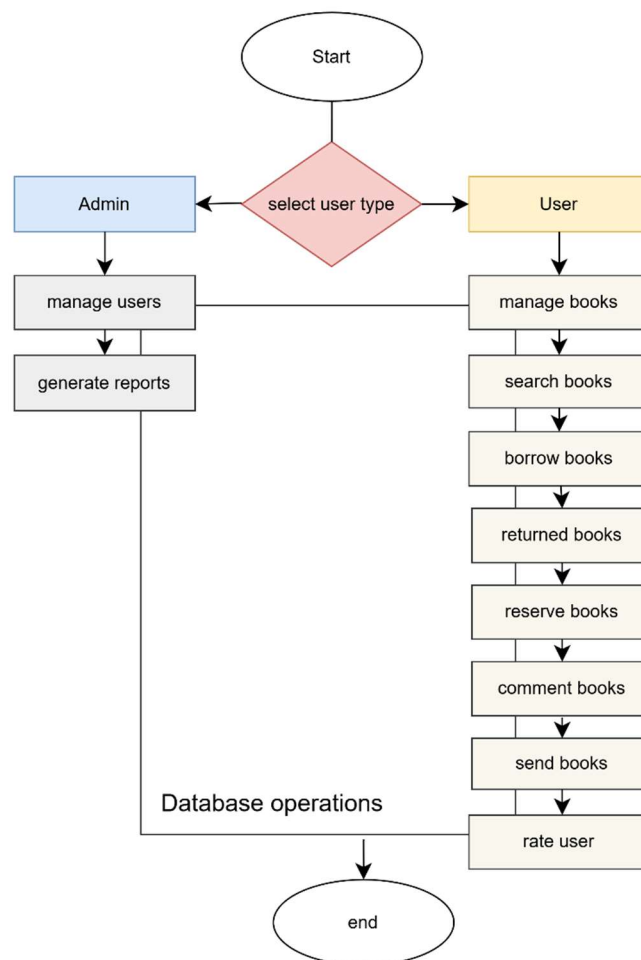 Start
select user type
Admin
User
manage users
manage books
generate reports
search books
borrow books
returned books
reserve books
comment books
send books
Database operations
rate user
end